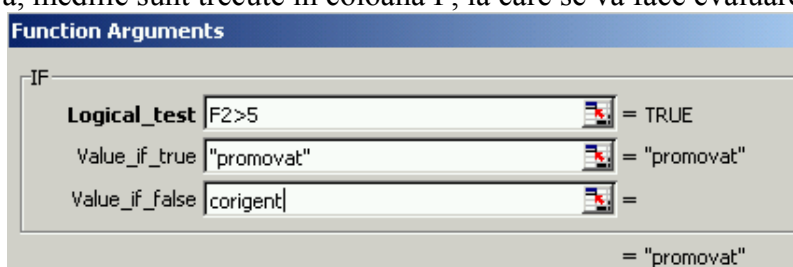 a, mediile sunt trecute in coloana F, la care se va face evaluare
Function Arguments
IF
Logical_test F2>5 = TRUE
Value_if_true "promovat" = "promovat"
Value_if_false corigent =
= "promovat"